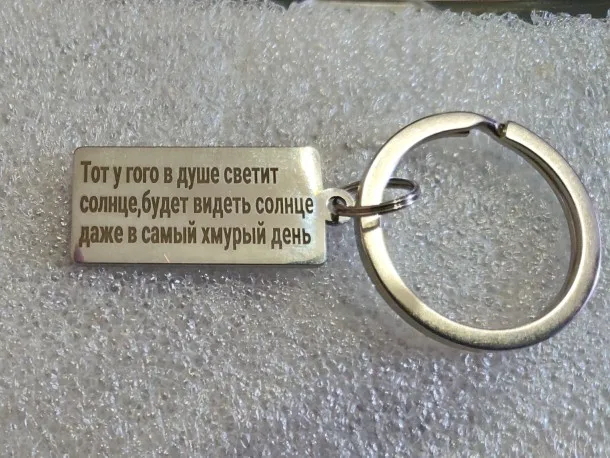 Тот у гого в душе светит
солнце,будет видеть солнце
даже в самый хмурый день